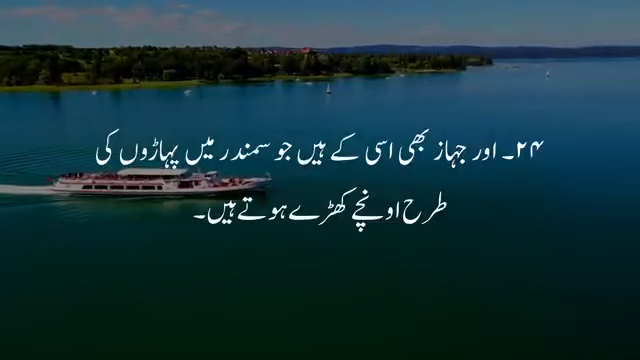 ۲۴۔ اور جہاز بھی اسی کے ہیں جو سمندر میں پہاڑوں کی
طرح اونچے کھڑے ہوتے ہیں۔